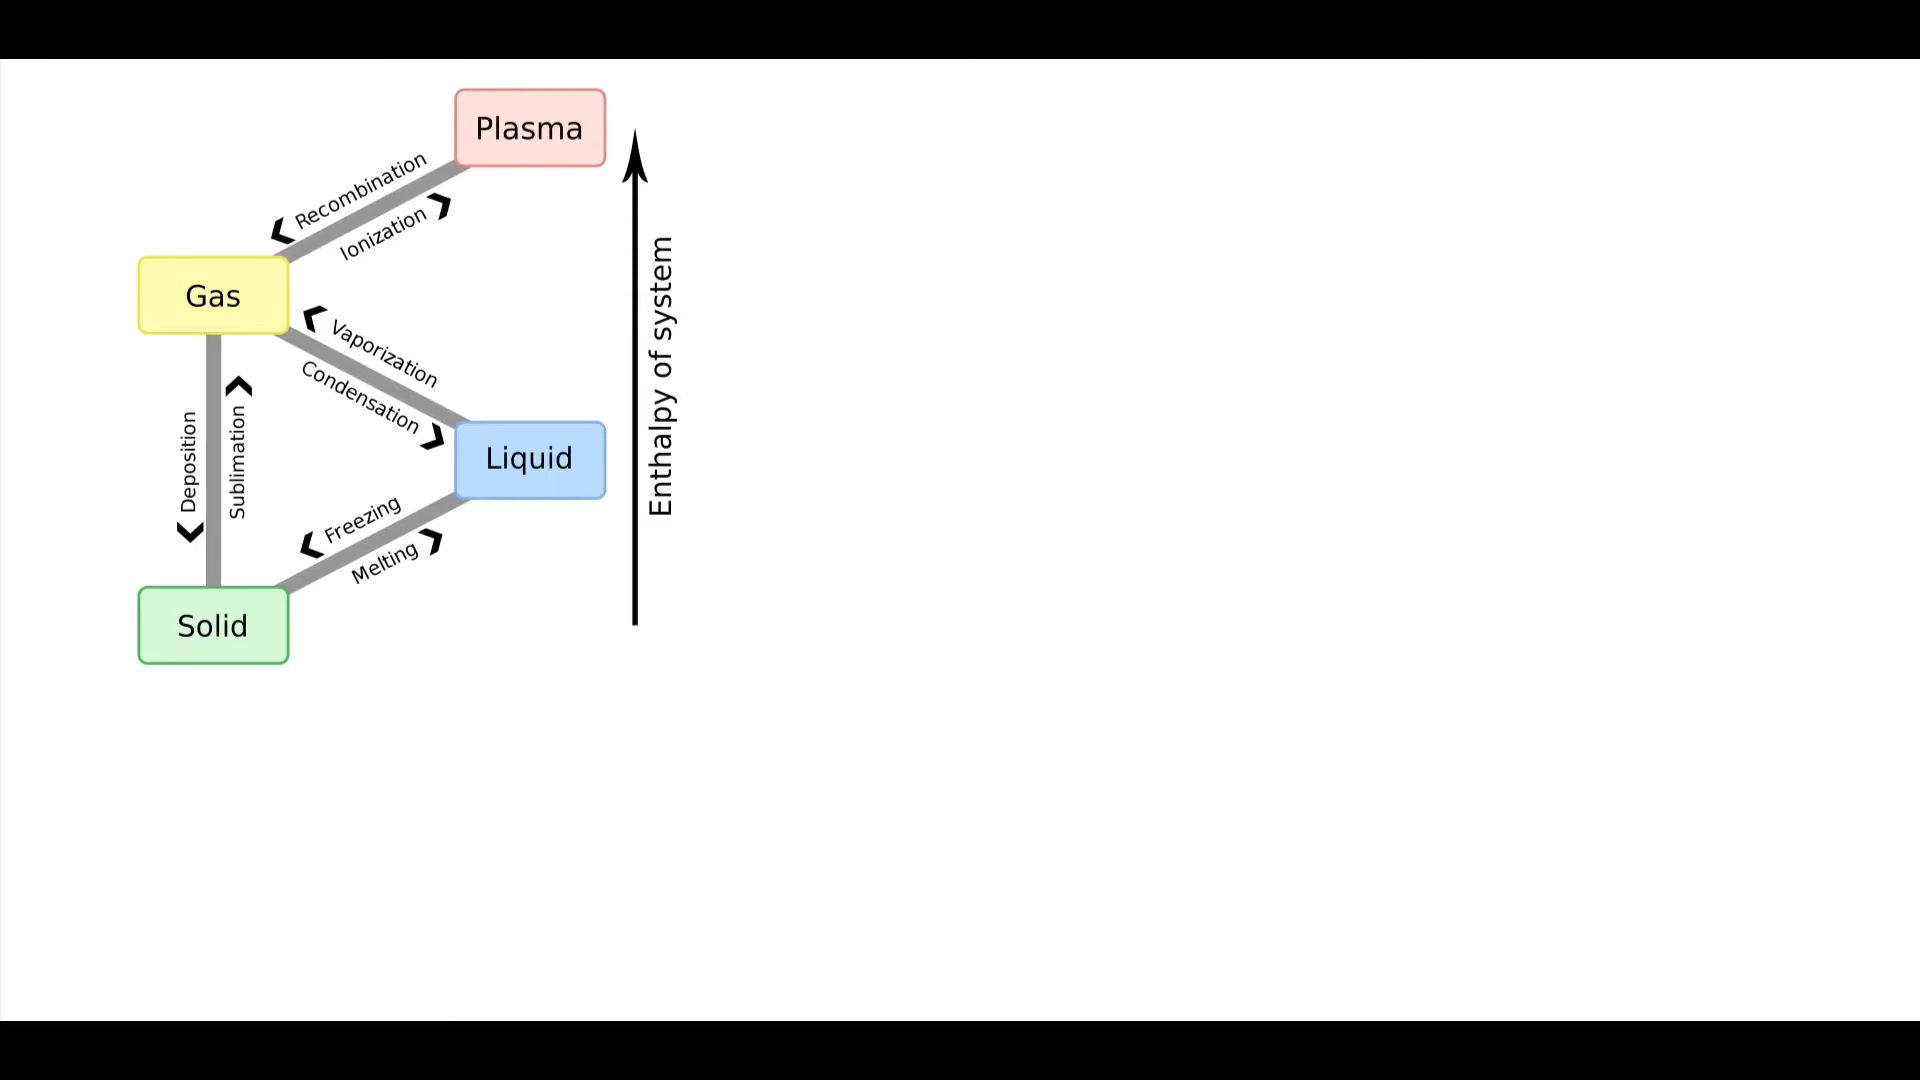 Plasma
Recombination
Ionization
Gas
Vaporization
Condensation
Enthalpy of system
Deposition
Sublimation
Liquid
Freezing
Melting
Solid